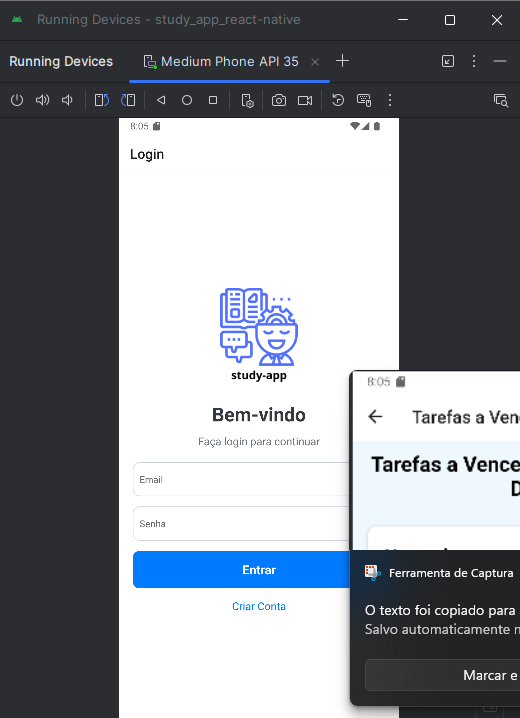 Running Devices - study_app_react-native
Running Devices
Medium Phone API 35
8:05
Login
study-app
Bem-vindo
Faça login para continuar
Email
Senha
Entrar
Criar Conta
8:05
Tarefas a Vence
Tarefas a Vence
D
Ferramenta de Captura
O texto foi copiado para
Salvo automaticamente n
Marcar e